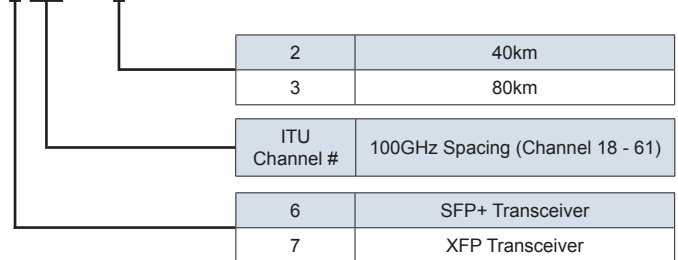 2 40km
3 80km
ITU
Channel # 100GHz Spacing (Channel 18 - 61)
6 SFP+ Transceiver
7 XFP Transceiver